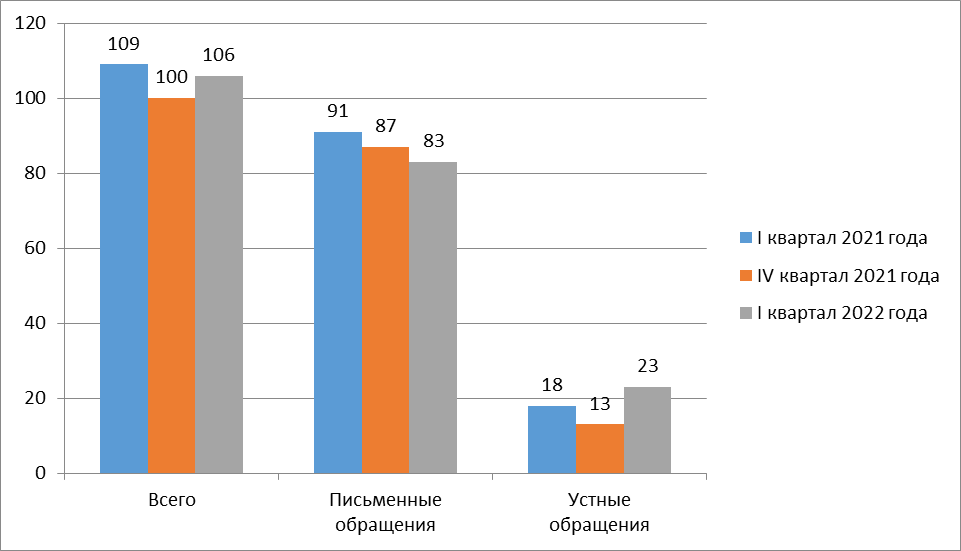 120
100
80
60
40
20
0
109
100
106
91
87
83
18
13
23
Всего
Письменные
обращения
Устные
обращения
I квартал 2021 года
IV квартал 2021 года
I квартал 2022 года